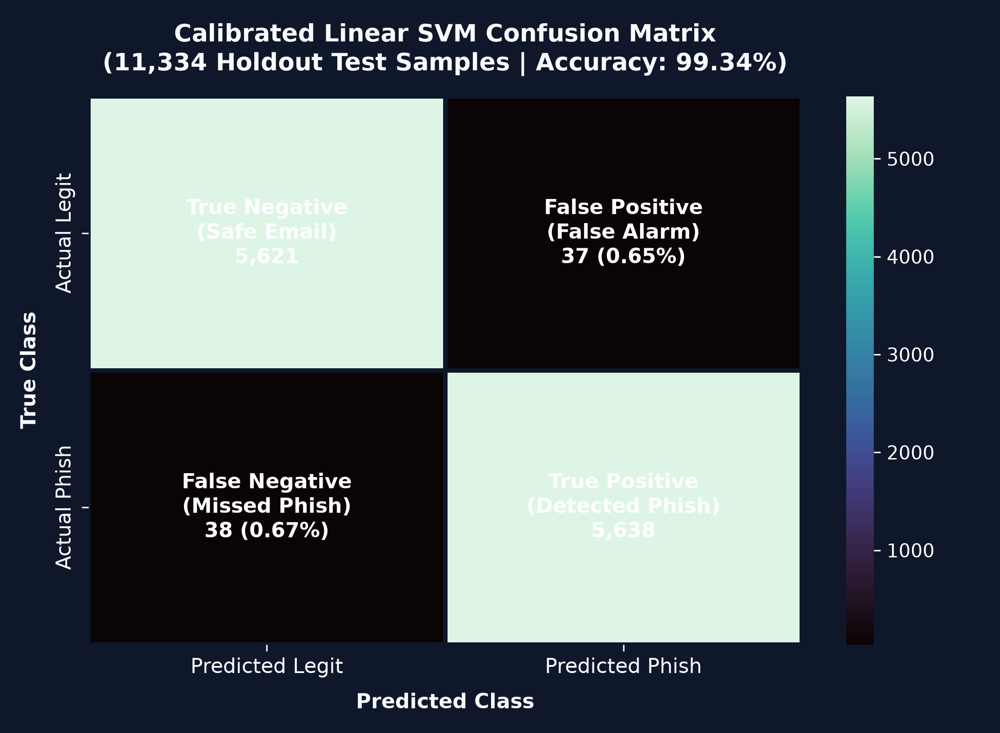 Calibrated Linear SVM Confusion Matrix
(11,334 Holdout Test Samples | Accuracy: 99.34%)
True Class
Actual Legit
True Negative
(Safe Email)
5,621
False Positive
(False Alarm)
37 (0.65%)
Actual Phish
False Negative
(Missed Phish)
38 (0.67%)
True Positive
(Detected Phish)
5,638
Predicted Legit
Predicted Phish
Predicted Class
5000
4000
3000
2000
1000